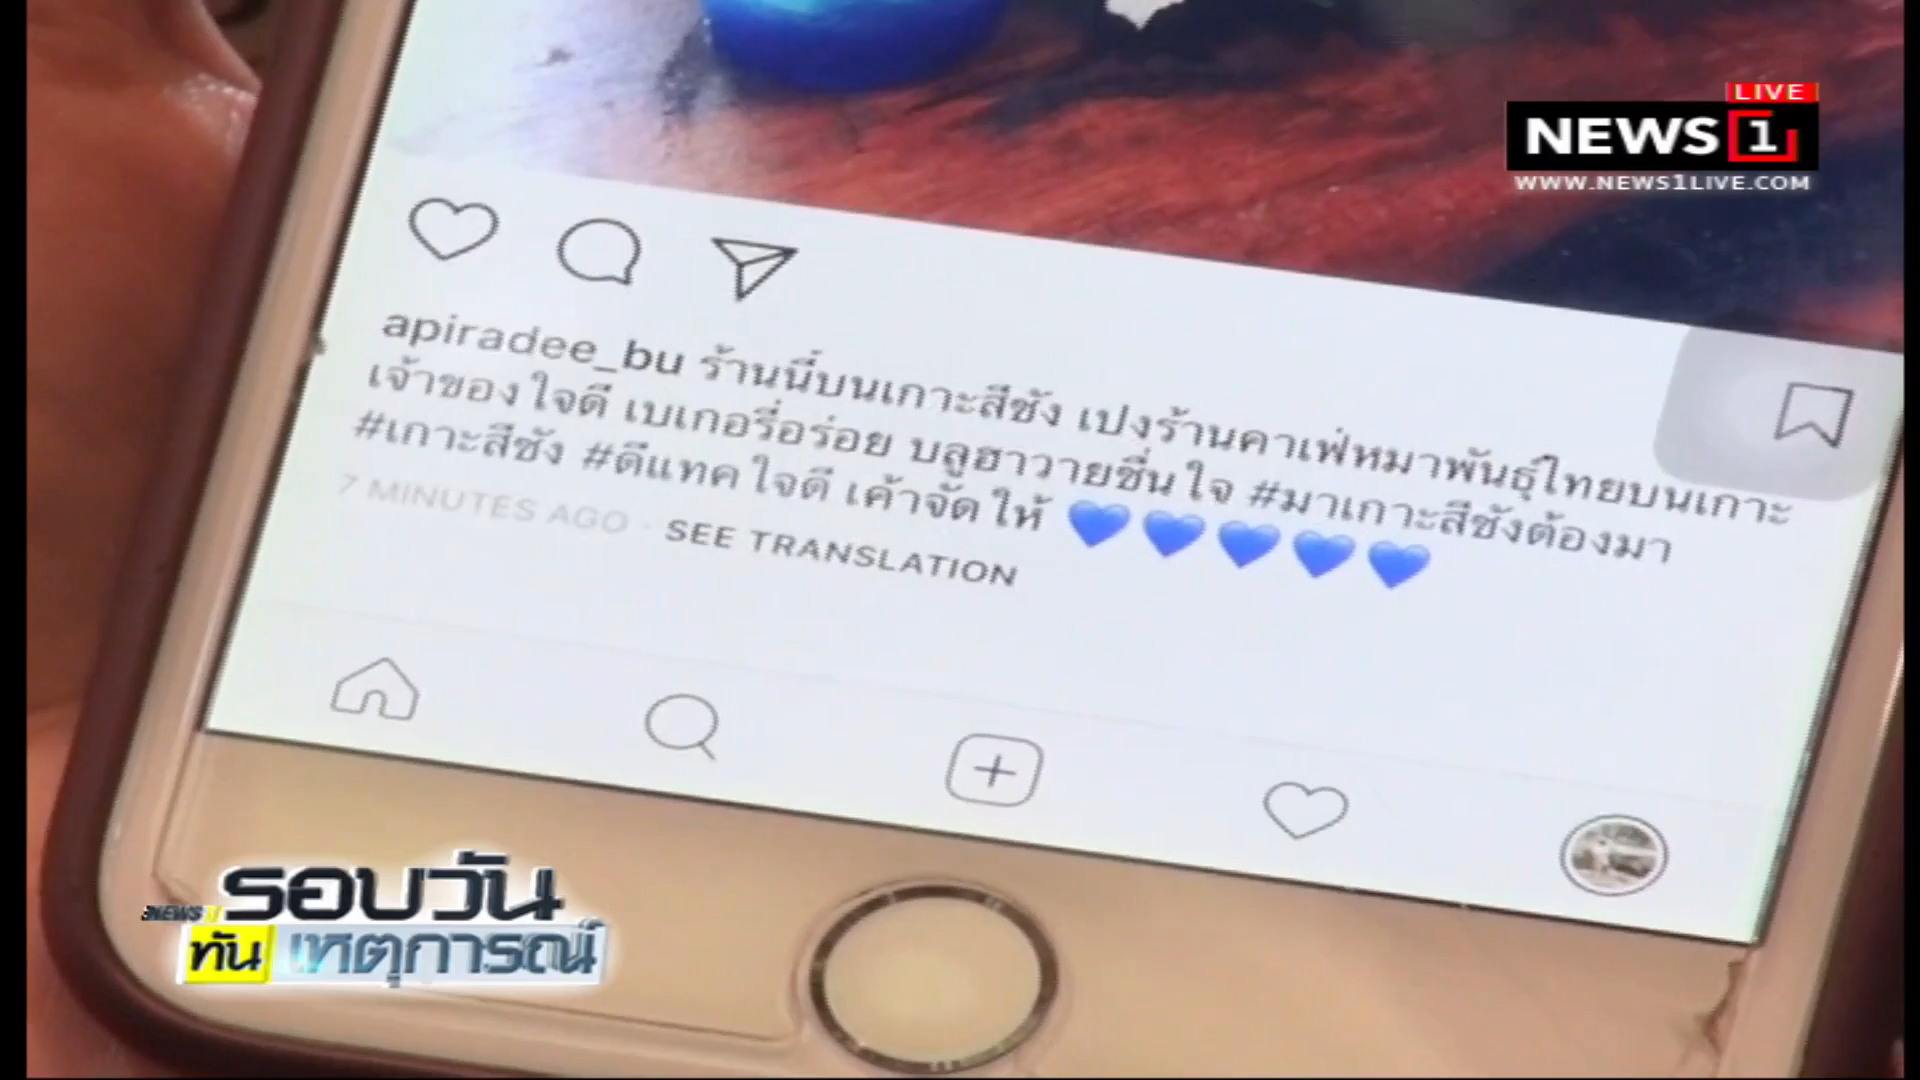 LIVE
NEWS 1
WWW.NEWS1LIVE.COM
apiradee_bu ร้านนี้บนเกาะสีชัง เปงร้านคาเฟ่หมาพันธุ์ไทยบนเกาะ
เจ้าของใจดี เบเกอรี่อร่อย บลูฮาวายชื่นใจ #มาเกาะสีชังต้องมา
#เกาะสีชัง #ดีแทคใจดี เค้าจัดให้ 💙💙💙💙💙
7 MINUTES AGO · SEE TRANSLATION
NEWS 1 รอบวัน
ทันเหตุการณ์